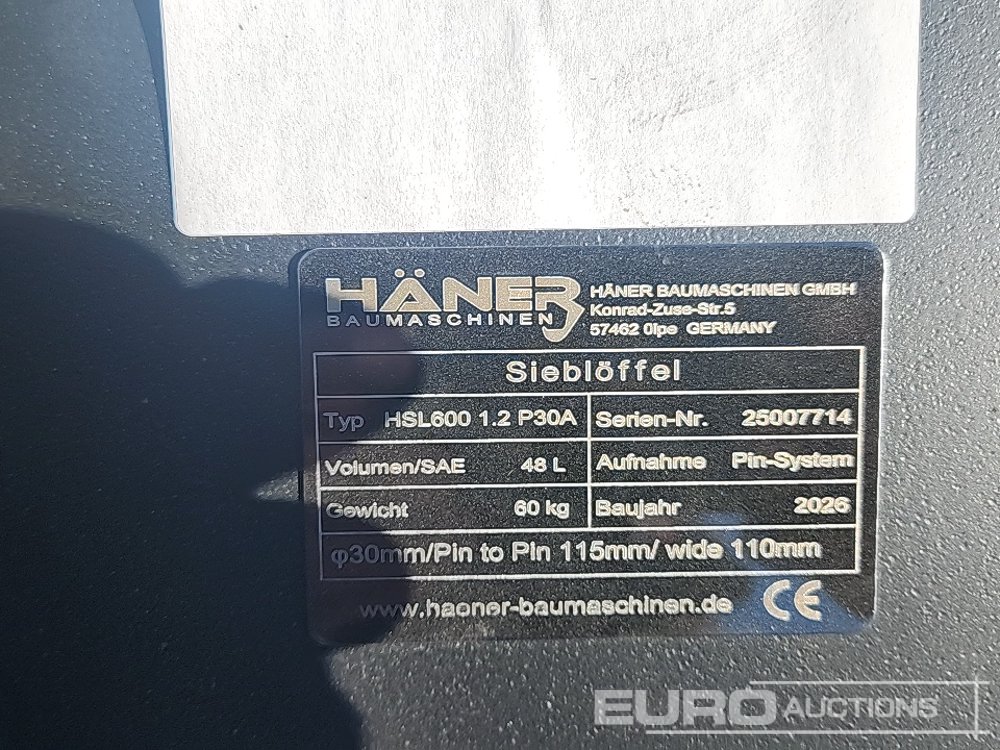 HÄNER
BAUMASCHINEN
HÄNER BAUMASCHINEN GMBH
Konrad-Zuse-Str.5
57462 Olpe GERMANY
Sieblöffel
Typ HSL600 1.2 P30A Serien-Nr. 25007714
Volumen/SAE 48 L Aufnahme Pin-System
Gewicht 60 kg Baujahr 2026
φ30mm/Pin to Pin 115mm/ wide 110mm
www.haener-baumaschinen.de CE
EURO AUCTIONS